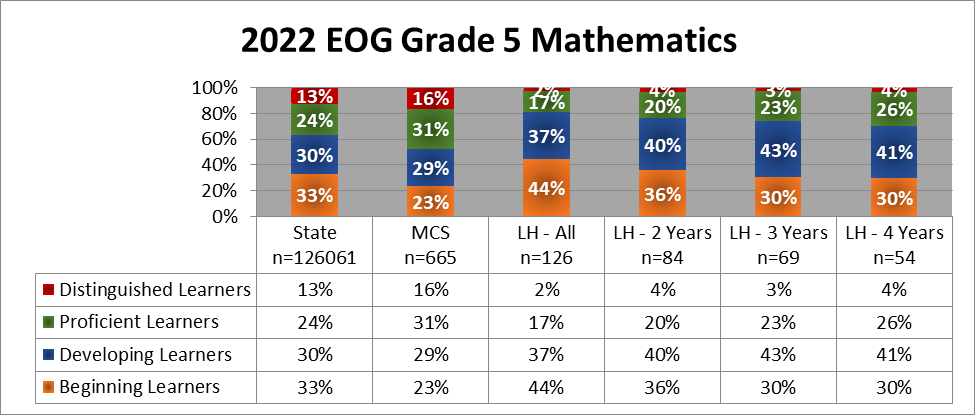 2022 EOG Grade 5 Mathematics
100%
80%
60%
40%
20%
0%
13% 16% 2% 4% 3% 4%
24% 31% 17% 20% 23% 26%
30% 29% 37% 40% 43% 41%
33% 23% 44% 36% 30% 30%
State MCS LH - All LH - 2 Years LH - 3 Years LH - 4 Years
n=126061 n=665 n=126 n=84 n=69 n=54
Distinguished Learners 13% 16% 2% 4% 3% 4%
Proficient Learners 24% 31% 17% 20% 23% 26%
Developing Learners 30% 29% 37% 40% 43% 41%
Beginning Learners 33% 23% 44% 36% 30% 30%